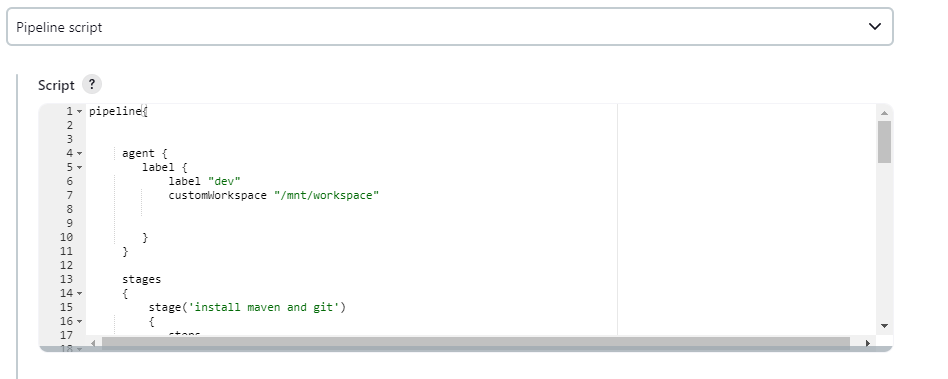 Pipeline script
Script ?
1 pipeline{
2
3
4 agent {
5 label {
6 label "dev"
7 customWorkspace "/mnt/workspace"
8
9
10 }
11 }
12
13 stages
14 {
15 stage('install maven and git')
16 {
17 steps
18